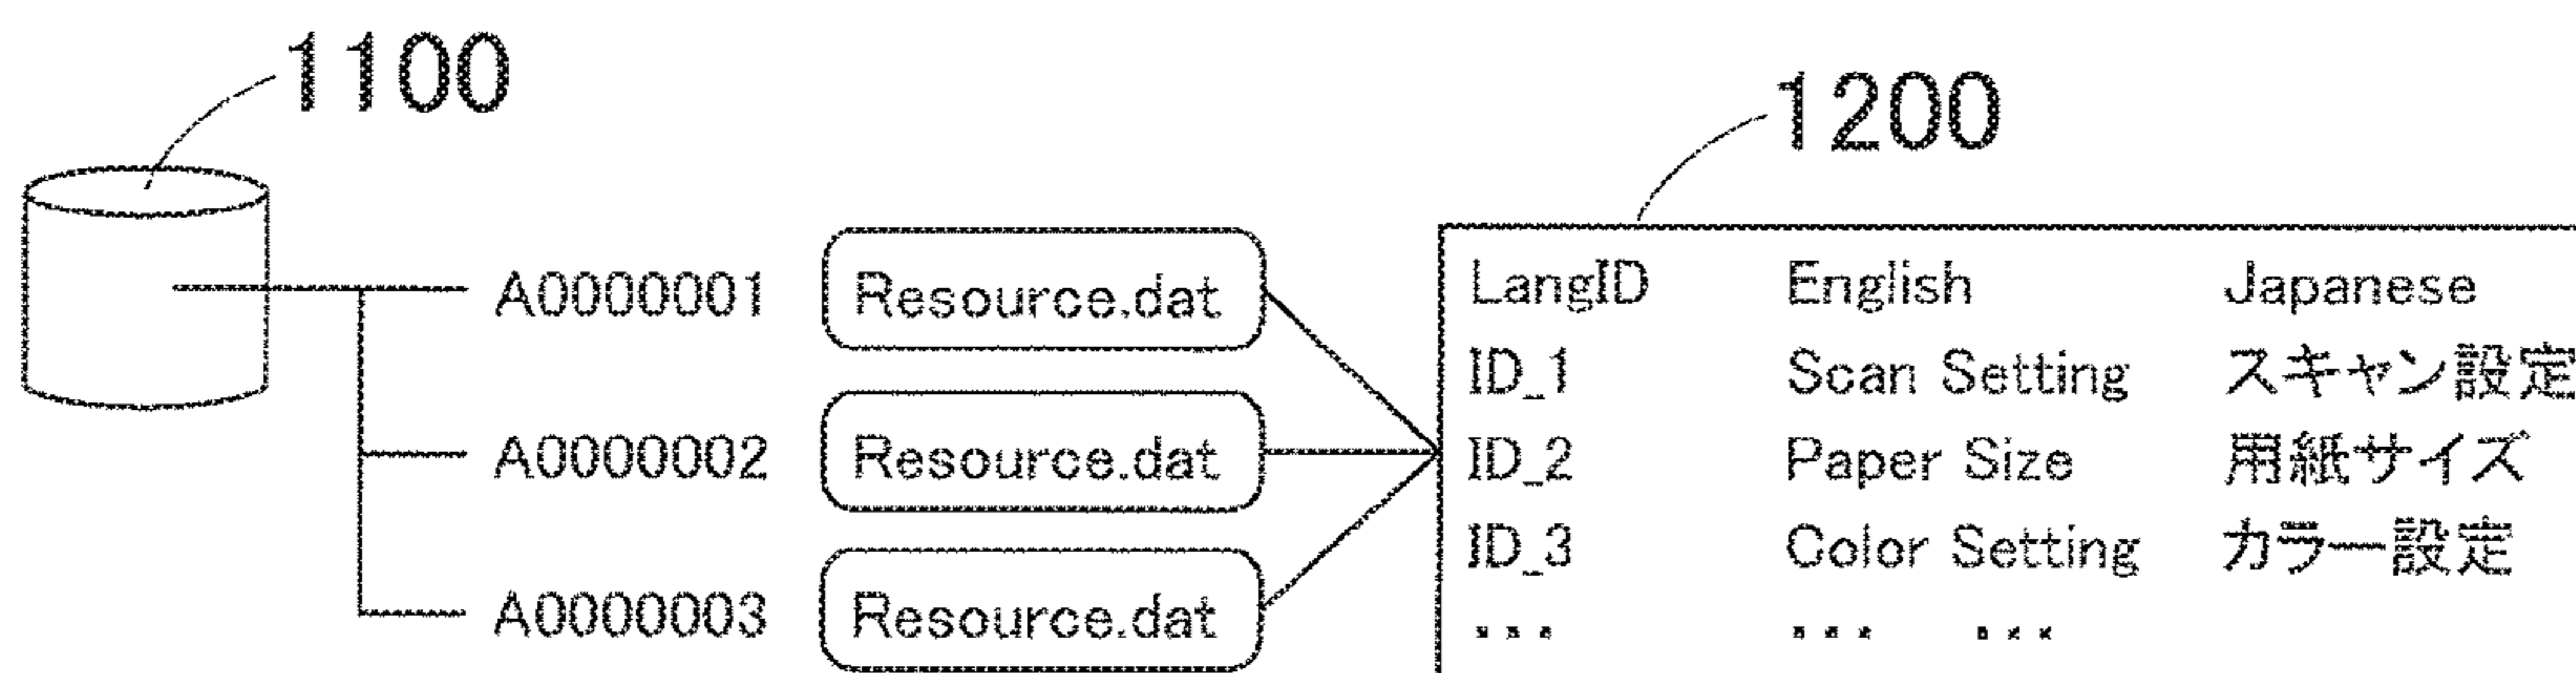 1100
1200
A0000001 Resource.dat
A0000002 Resource.dat
A0000003 Resource.dat
LangID English Japanese
ID_1 Scan Setting スキャン設定
ID_2 Paper Size 用紙サイズ
ID_3 Color Setting カラー設定
... ... ...